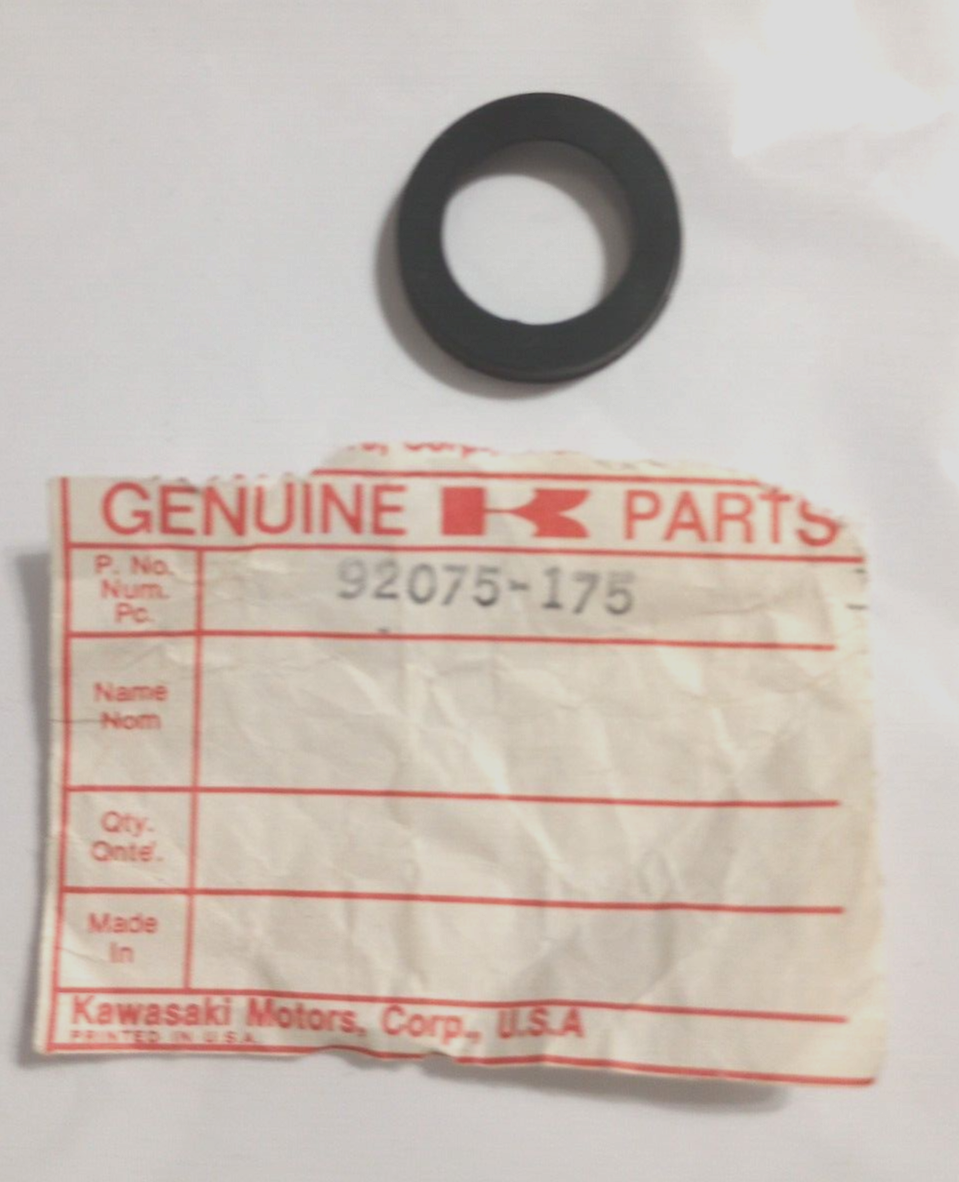 GENUINE K PARTS
P. No.
Num.
Pc.
92075-175
Name
Nom
Qty.
Qnte'.
Made
In
Kawasaki Motors, Corp., U.S.A
PRINTED IN U.S.A.